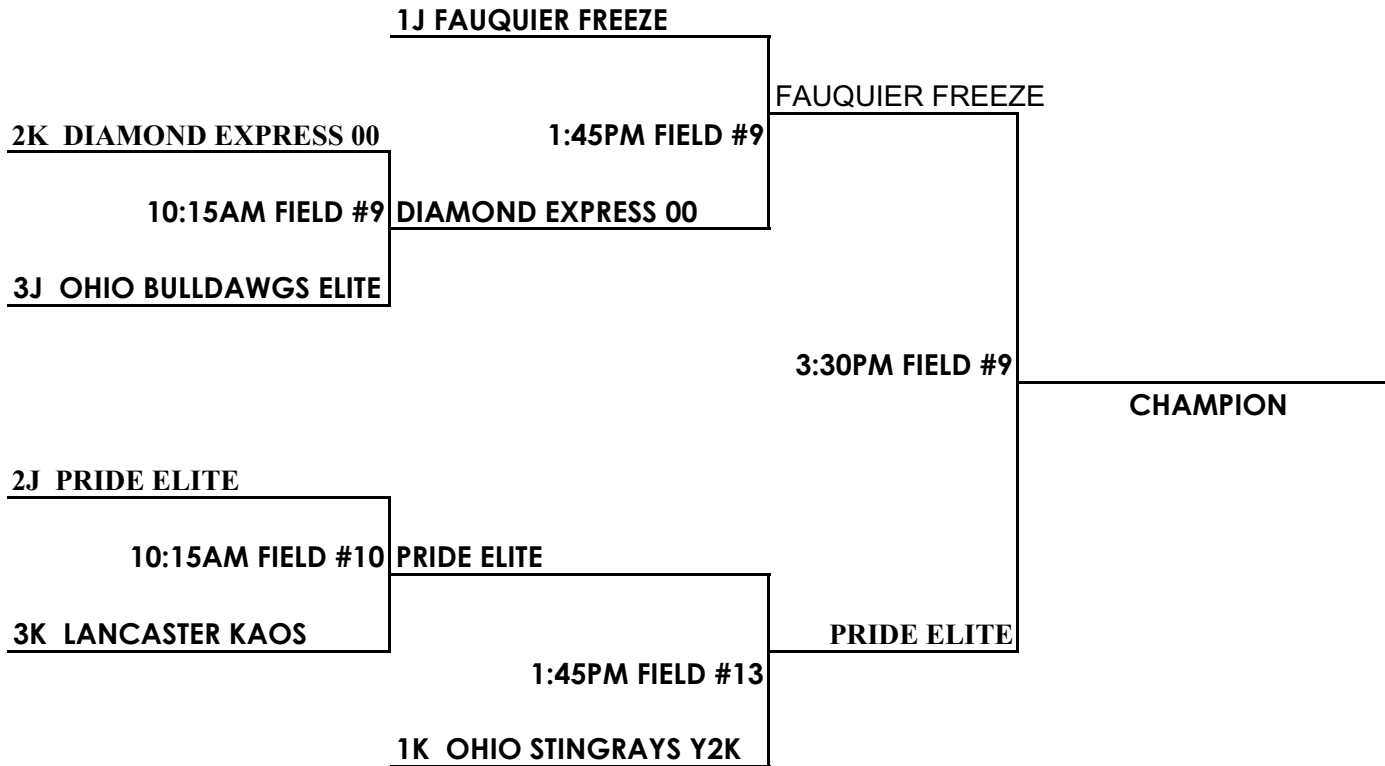 1J FAUQUIER FREEZE
FAUQUIER FREEZE
2K DIAMOND EXPRESS 00
1:45PM FIELD #9
10:15AM FIELD #9
DIAMOND EXPRESS 00
3J OHIO BULLDAWGS ELITE
3:30PM FIELD #9
CHAMPION
2J PRIDE ELITE
10:15AM FIELD #10
PRIDE ELITE
3K LANCASTER KAOS
PRIDE ELITE
1:45PM FIELD #13
1K OHIO STINGRAYS Y2K